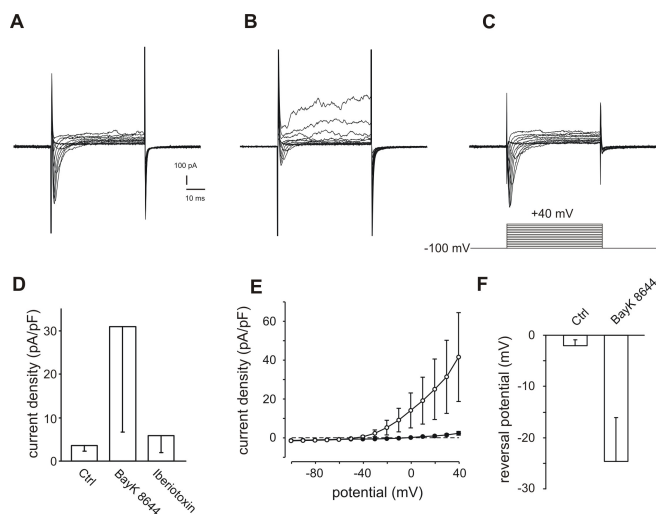 A
B
C
100 pA
10 ms
+40 mV
-100 mV
D
current density (pA/pF)
30
20
10
0
Ctrl
BayK 8644
Iberiotoxin
E
current density (pA/pF)
60
40
20
0
-80
-40
0
40
potential (mV)
F
Ctrl
BayK 8644
reversal potential (mV)
0
-10
-20
-30